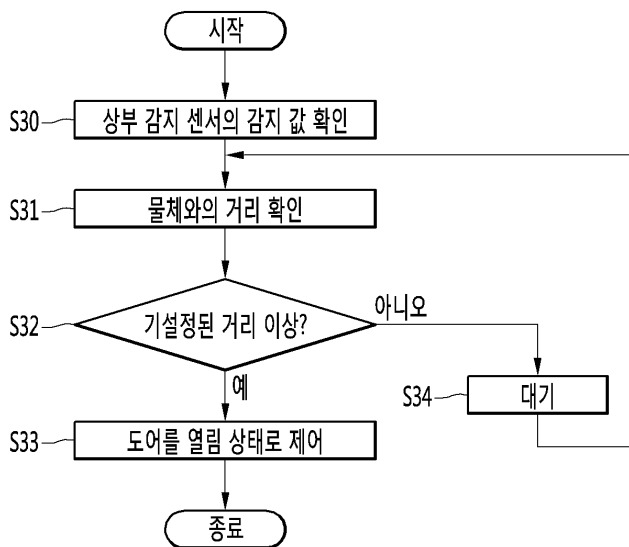 시작
S30
상부 감지 센서의 감지 값 확인
S31
물체와의 거리 확인
S32
기설정된 거리 이상?
아니오
예
S34
대기
S33
도어를 열림 상태로 제어
종료